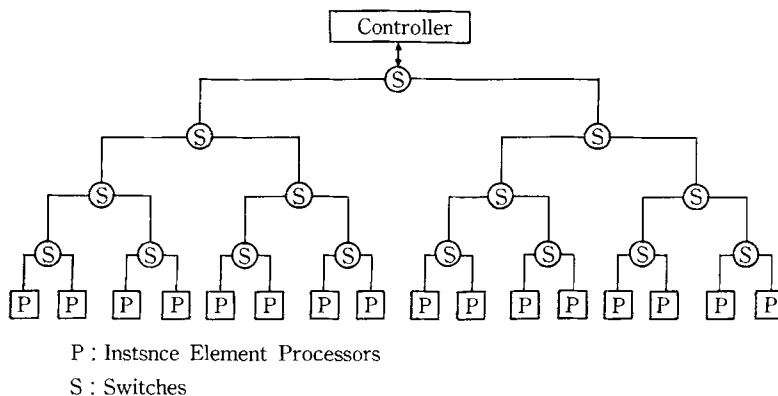 Controller
S
S S
S S S S
S S S S S S S S
P P P P P P P P P P P P P P P P
P : Instsnce Element Processors
S : Switches